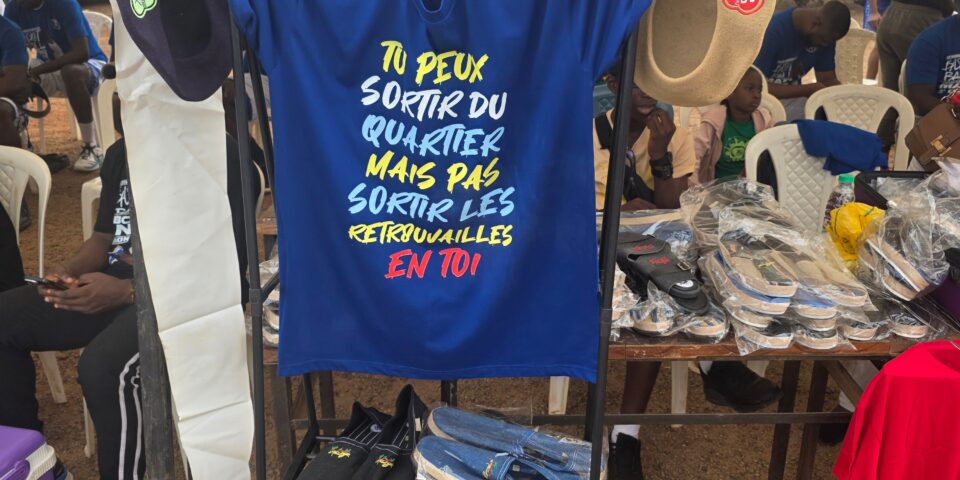 TU PEUX
SORTIR DU
QUARTIER
MAIS PAS
SORTIR LES
RETROUVAILLES
EN TOI